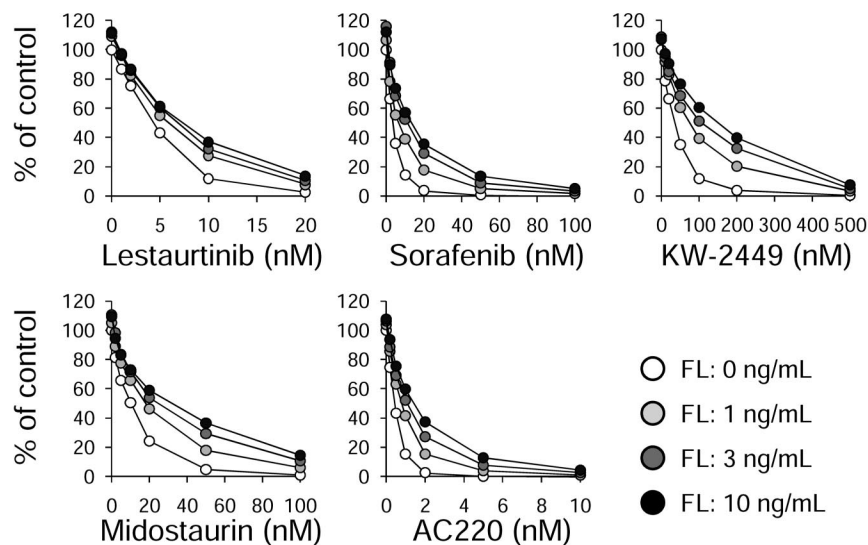 % of control
120
100
80
60
40
20
0
0 5 10 15 20
Lestaurtinib (nM)
120
100
80
60
40
20
0
0 20 40 60 80 100
Sorafenib (nM)
120
100
80
60
40
20
0
0 100 200 300 400 500
KW-2449 (nM)
% of control
120
100
80
60
40
20
0
0 20 40 60 80 100
Midostaurin (nM)
120
100
80
60
40
20
0
0 2 4 6 8 10
AC220 (nM)
FL: 0 ng/mL
FL: 1 ng/mL
FL: 3 ng/mL
FL: 10 ng/mL